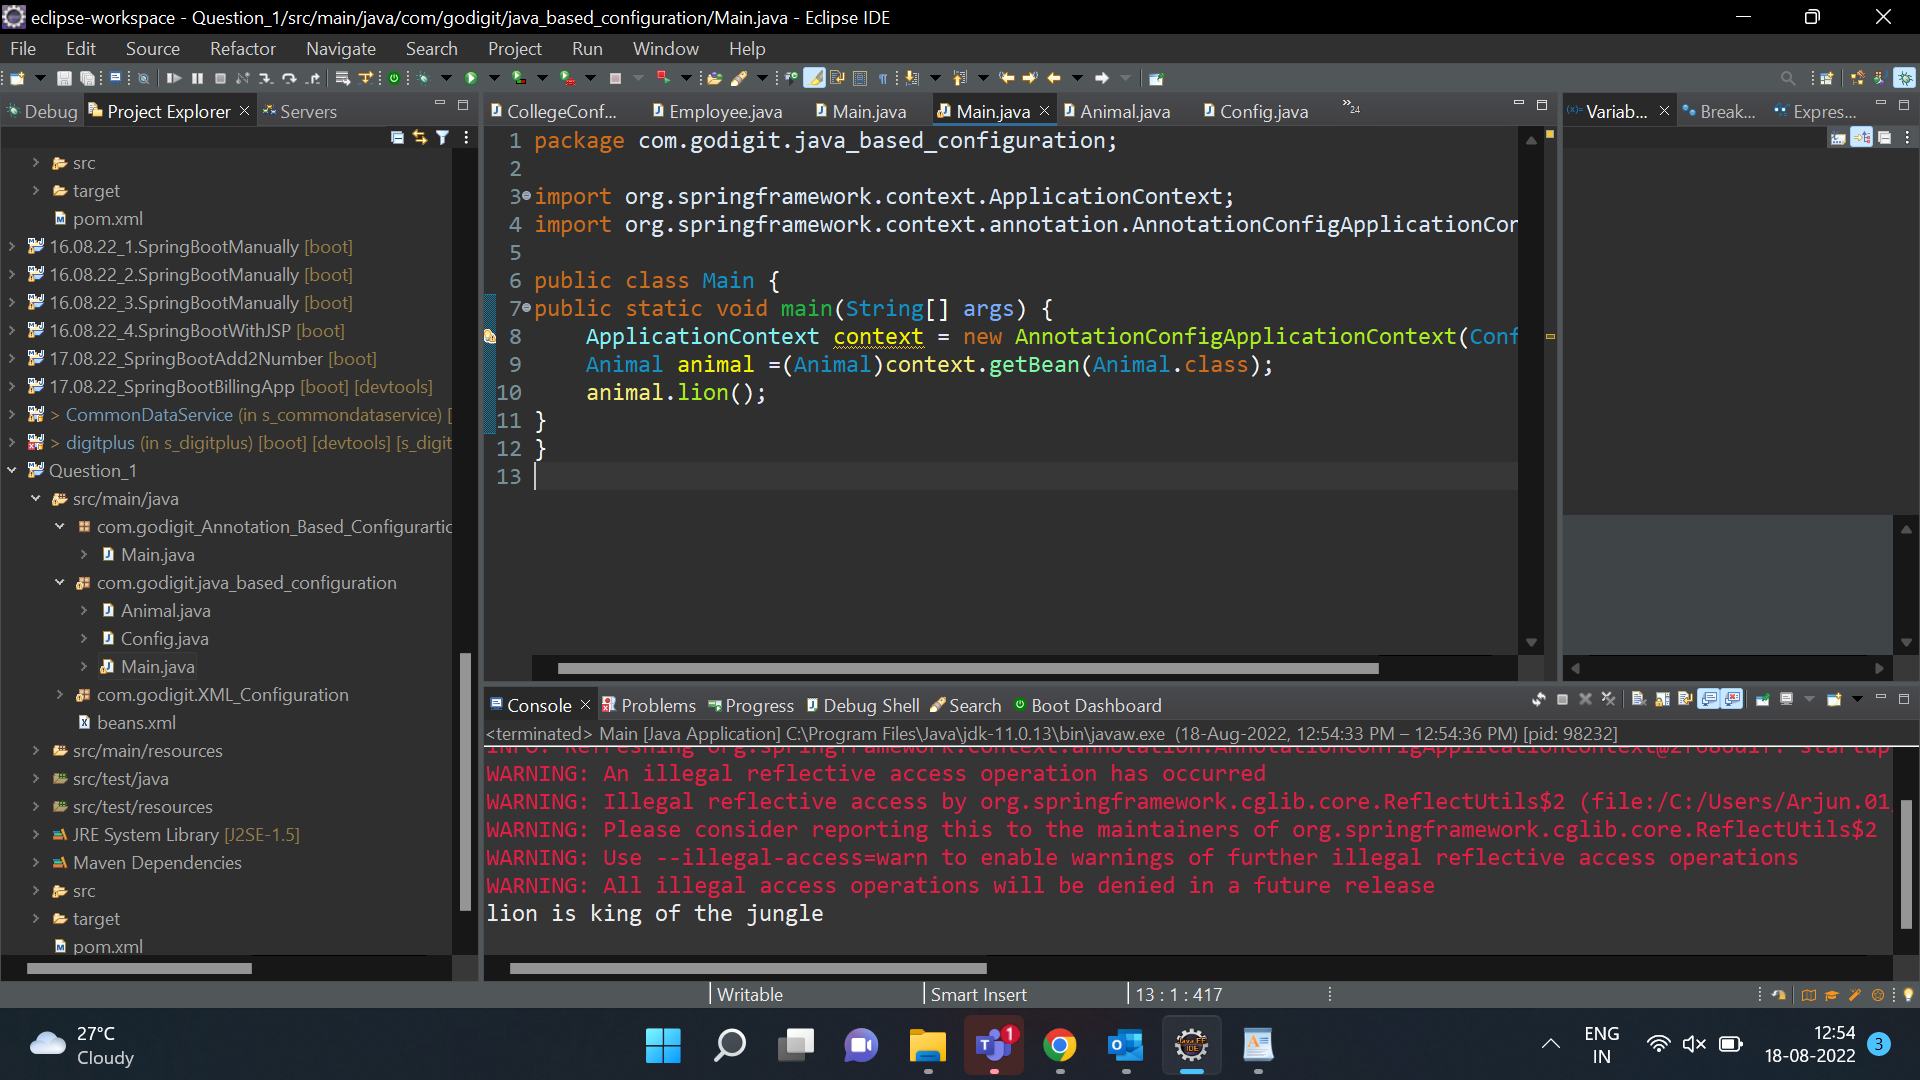 eclipse-workspace - Question_1/src/main/java/com/godigit/java_based_configuration/Main.java - Eclipse IDE
File Edit Source Refactor Navigate Search Project Run Window Help
Debug Project Explorer Servers
src
target
pom.xml
16.08.22_1.SpringBootManually [boot]
16.08.22_2.SpringBootManually [boot]
16.08.22_3.SpringBootManually [boot]
16.08.22_4.SpringBootWithJSP [boot]
17.08.22_SpringBootAdd2Number [boot]
17.08.22_SpringBootBillingApp [boot] [devtools]
> CommonDataService (in s_commondataservice) [
> digitplus (in s_digitplus) [boot] [devtools] [s_digit
Question_1
src/main/java
com.godigit_Annotation_Based_Configurartic
Main.java
com.godigit.java_based_configuration
Animal.java
Config.java
Main.java
com.godigit.XML_Configuration
beans.xml
src/main/resources
src/test/java
src/test/resources
JRE System Library [J2SE-1.5]
Maven Dependencies
src
target
pom.xml
CollegeConf... Employee.java Main.java Main.java Animal.java Config.java »24
1 package com.godigit.java_based_configuration;
2
3 import org.springframework.context.ApplicationContext;
4 import org.springframework.context.annotation.AnnotationConfigApplicationCor
5
6 public class Main {
7 public static void main(String[] args) {
8 ApplicationContext context = new AnnotationConfigApplicationContext(Conf
9 Animal animal =(Animal)context.getBean(Animal.class);
10 animal.lion();
11 }
12 }
13
(x)= Variab... Break... Expres...
Console Problems Progress Debug Shell Search Boot Dashboard
<terminated> Main [Java Application] C:\Program Files\Java\jdk-11.0.13\bin\javaw.exe (18-Aug-2022, 12:54:33 PM – 12:54:36 PM) [pid: 98232]
INFO: Refreshing org.springframework.context.annotation.AnnotationConfigApplicationContext@2f686d1f: startup
WARNING: An illegal reflective access operation has occurred
WARNING: Illegal reflective access by org.springframework.cglib.core.ReflectUtils$2 (file:/C:/Users/Arjun.01
WARNING: Please consider reporting this to the maintainers of org.springframework.cglib.core.ReflectUtils$2
WARNING: Use --illegal-access=warn to enable warnings of further illegal reflective access operations
WARNING: All illegal access operations will be denied in a future release
lion is king of the jungle
Writable Smart Insert 13 : 1 : 417
27°C
Cloudy
1
ENG
IN
12:54
18-08-2022
3